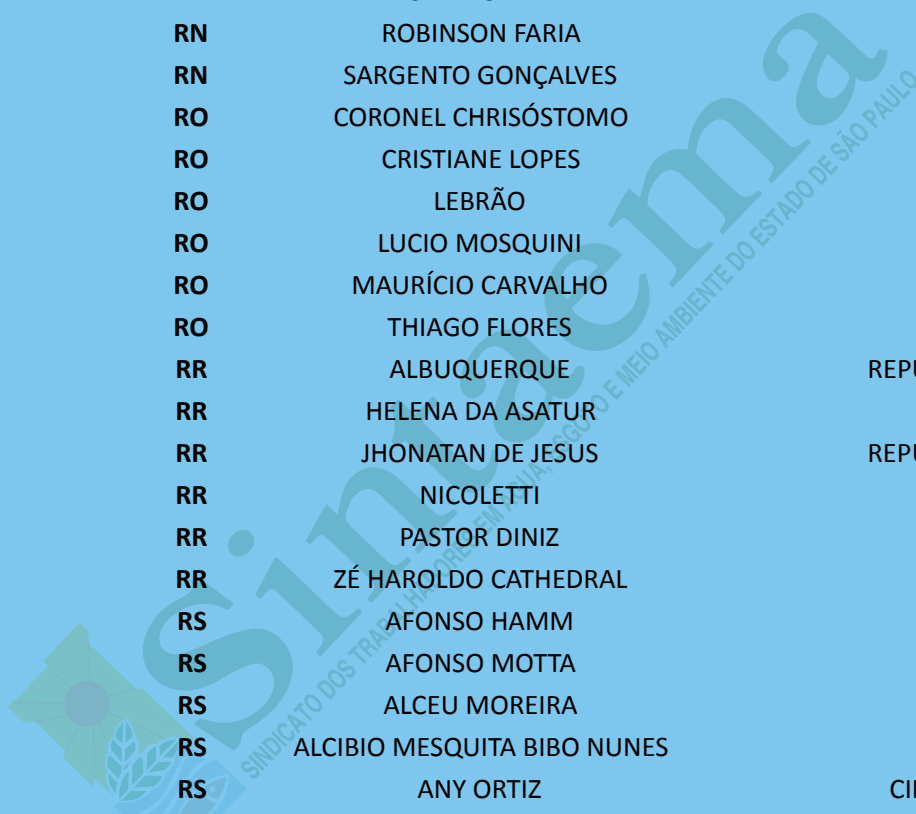 RN ROBINSON FARIA
RN SARGENTO GONÇALVES
RO CORONEL CHRISÓSTOMO
RO CRISTIANE LOPES
RO LEBRÃO
RO LUCIO MOSQUINI
RO MAURÍCIO CARVALHO
RO THIAGO FLORES
RR ALBUQUERQUE
RR HELENA DA ASATUR
RR JHONATAN DE JESUS
RR NICOLETTI
RR PASTOR DINIZ
RR ZÉ HAROLDO CATHEDRAL
RS AFONSO HAMM
RS AFONSO MOTTA
RS ALCEU MOREIRA
RS ALCIBIO MESQUITA BIBO NUNES
RS ANY ORTIZ
Sintaema
SINDICATO DOS TRABALHADORES EM ÁGUA, ESGOTO E MEIO AMBIENTE DO ESTADO DE SÃO PAULO